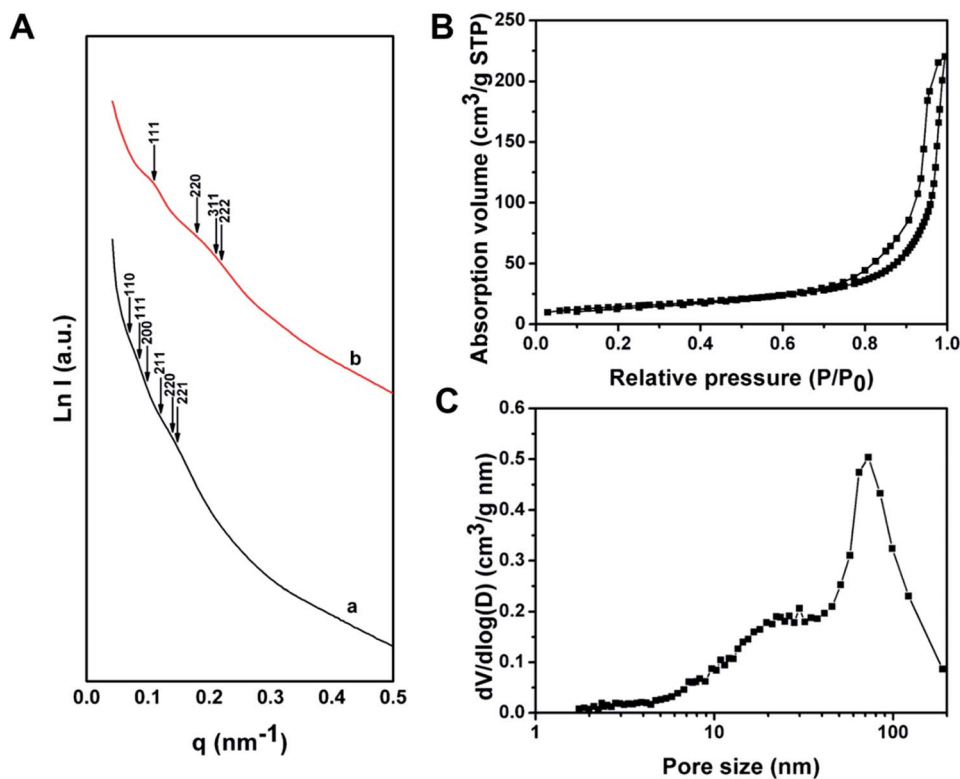 A
Ln I (a.u.)
111
220
311
222
110
111
200
211
220
221
b
a
0.0 0.1 0.2 0.3 0.4 0.5
q (nm⁻¹)
B
Absorption volume (cm³/g STP)
250
200
150
100
50
0
0.0 0.2 0.4 0.6 0.8 1.0
Relative pressure (P/P₀)
C
dV/dlog(D) (cm³/g nm)
0.6
0.5
0.4
0.3
0.2
0.1
0.0
1 10 100
Pore size (nm)